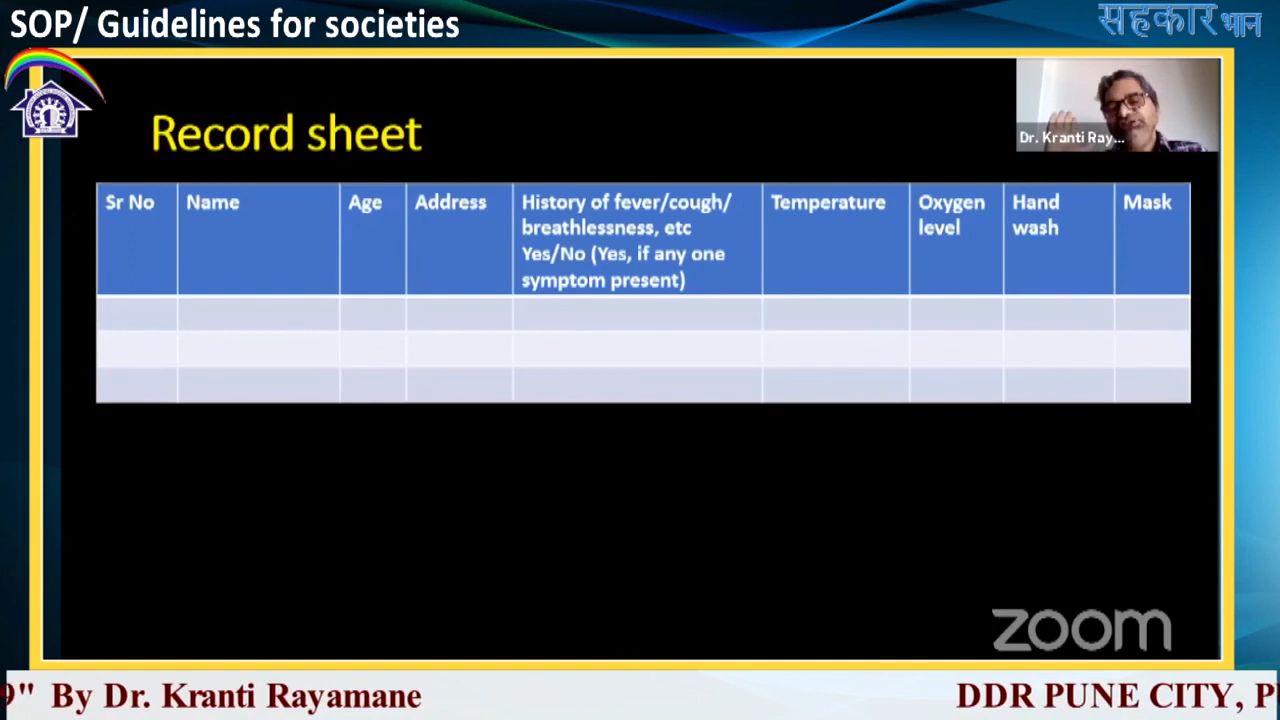 SOP/ Guidelines for societies
सहकार भान
Record sheet
Dr. Kranti Ray...
Sr No
Name
Age
Address
History of fever/cough/
breathlessness, etc
Yes/No (Yes, if any one
symptom present)
Temperature
Oxygen
level
Hand
wash
Mask
zoom
9" By Dr. Kranti Rayamane
DDR PUNE CITY, P